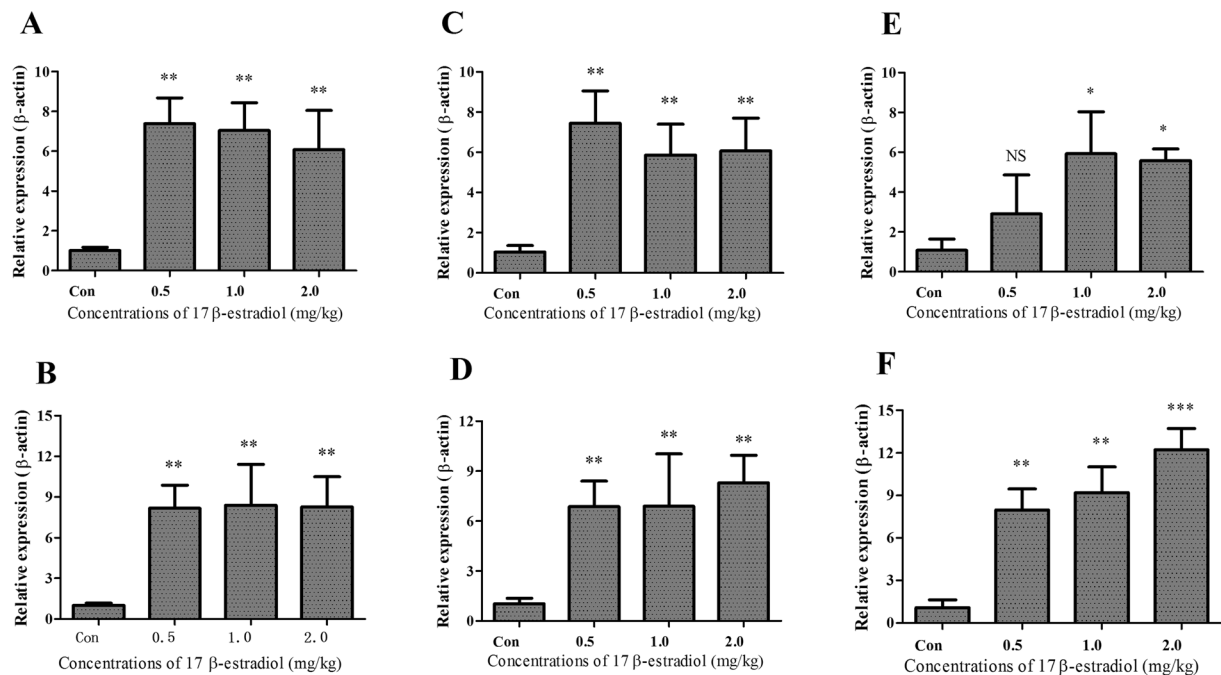 A
Relative expression (β-actin)
10
8
6
4
2
0
**
**
**
Con
0.5
1.0
2.0
Concentrations of 17 β-estradiol (mg/kg)
C
Relative expression (β-actin)
10
8
6
4
2
0
**
**
**
Con
0.5
1.0
2.0
Concentrations of 17 β-estradiol (mg/kg)
E
Relative expression (β-actin)
10
8
6
4
2
0
NS
*
*
Con
0.5
1.0
2.0
Concentrations of 17 β-estradiol (mg/kg)
B
Relative expression (β-actin)
15
12
9
6
3
0
**
**
**
Con
0.5
1.0
2.0
Concentrations of 17 β-estradiol (mg/kg)
D
Relative expression (β-actin)
12
9
6
3
0
**
**
**
Con
0.5
1.0
2.0
Concentrations of 17 β-estradiol (mg/kg)
F
Relative expression (β-actin)
15
12
9
6
3
0
**
**
***
Con
0.5
1.0
2.0
Concentrations of 17 β-estradiol (mg/kg)